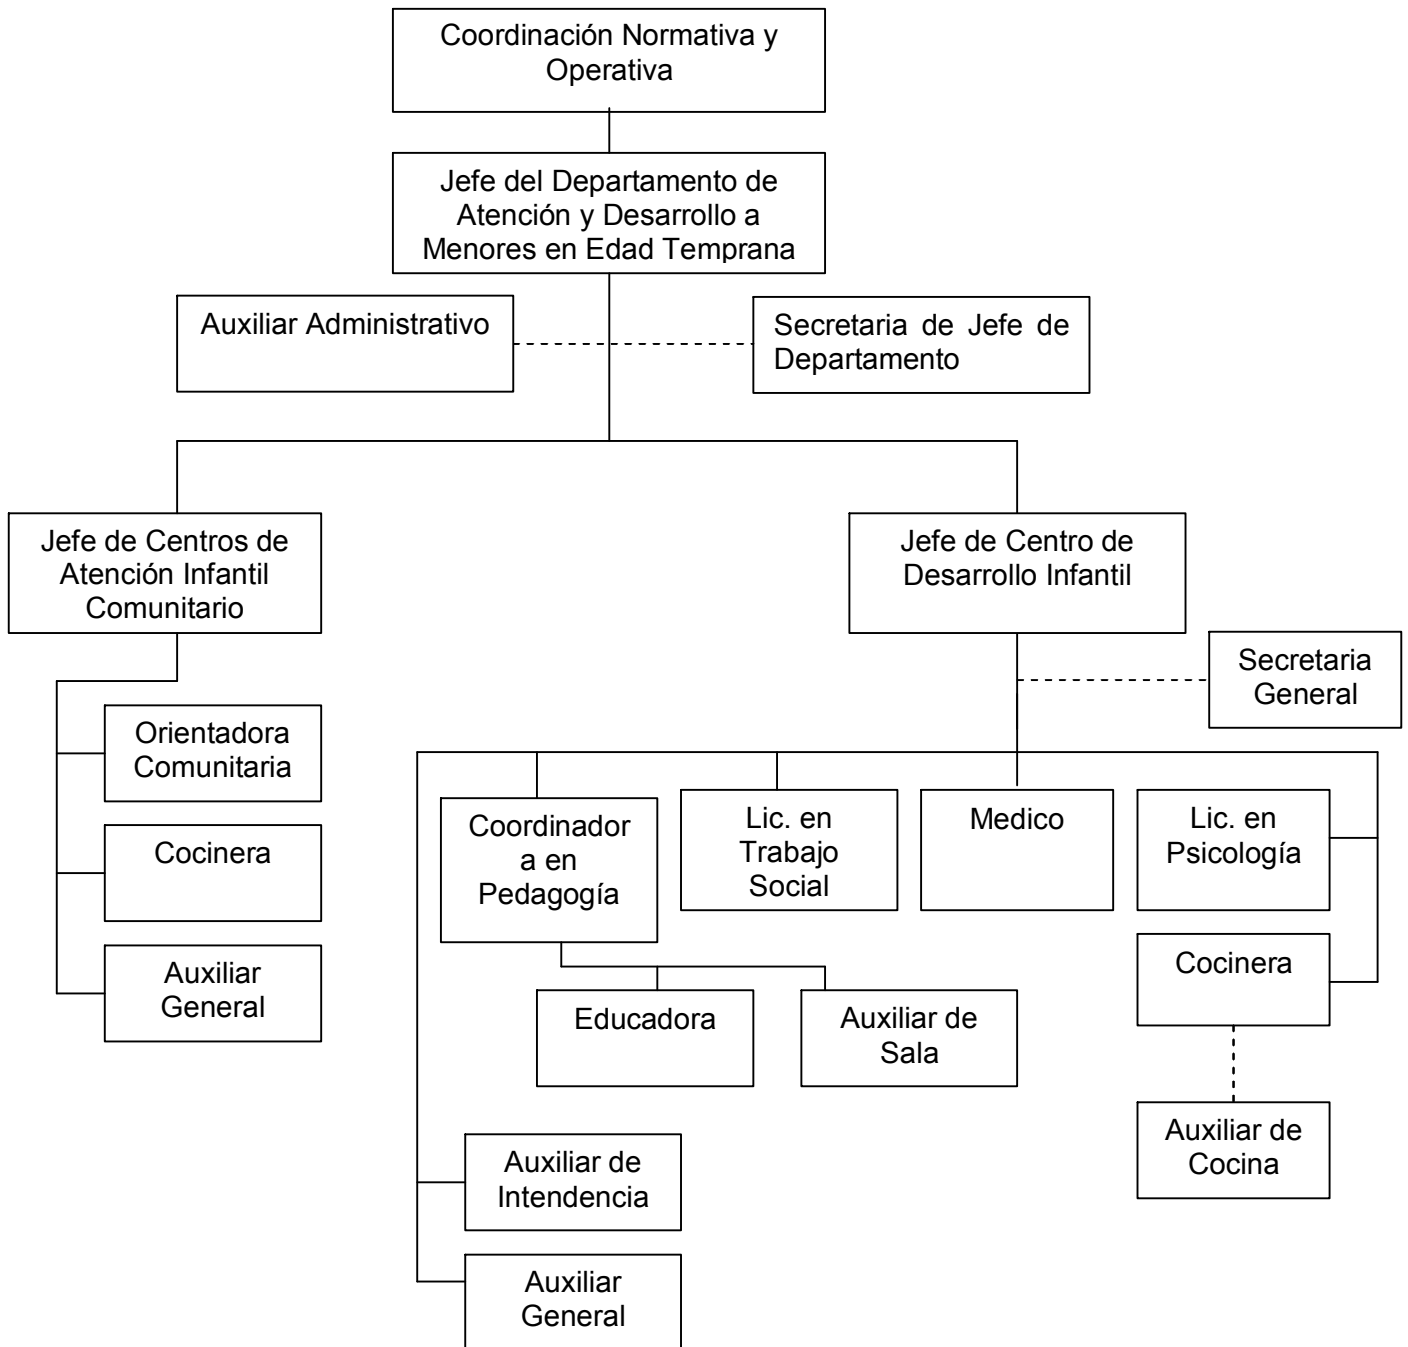 Coordinación Normativa y
Operativa
Jefe del Departamento de
Atención y Desarrollo a
Menores en Edad Temprana
Auxiliar Administrativo
Secretaria de Jefe de
Departamento
Jefe de Centros de
Atención Infantil
Comunitario
Jefe de Centro de
Desarrollo Infantil
Secretaria
General
Orientadora
Comunitaria
Cocinera
Auxiliar
General
Coordinador
a en
Pedagogía
Lic. en
Trabajo
Social
Medico
Lic. en
Psicología
Educadora
Auxiliar de
Sala
Cocinera
Auxiliar de
Cocina
Auxiliar de
Intendencia
Auxiliar
General